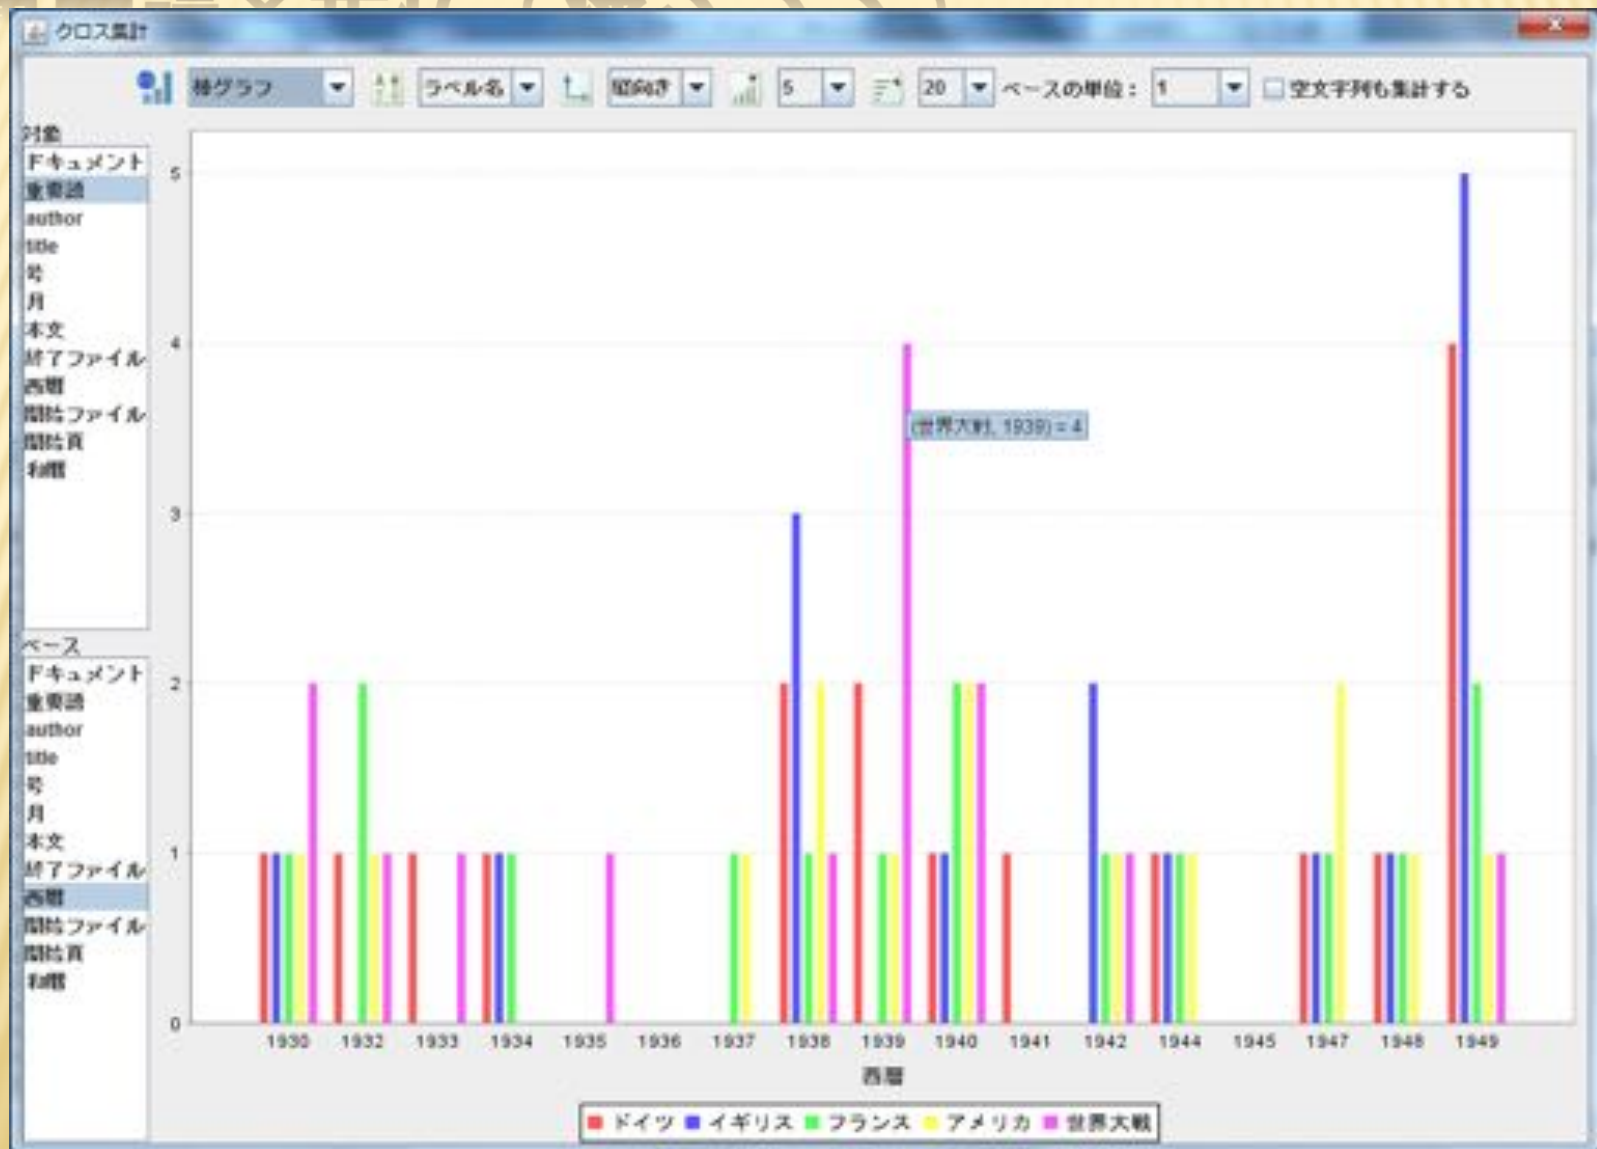 クロス集計
棒グラフ ラベル名 縦向き 5 20 ベースの単位： 1 空文字列も集計する
対象
ドキュメント
重要語
author
title
号
月
本文
終了ファイル
西暦
開始ファイル
開始頁
和暦
ベース
ドキュメント
重要語
author
title
号
月
本文
終了ファイル
西暦
開始ファイル
開始頁
和暦
5
4
3
2
1
0
(世界大戦, 1939) = 4
1930 1932 1933 1934 1935 1936 1937 1938 1939 1940 1941 1942 1944 1945 1947 1948 1949
西暦
ドイツ イギリス フランス アメリカ 世界大戦